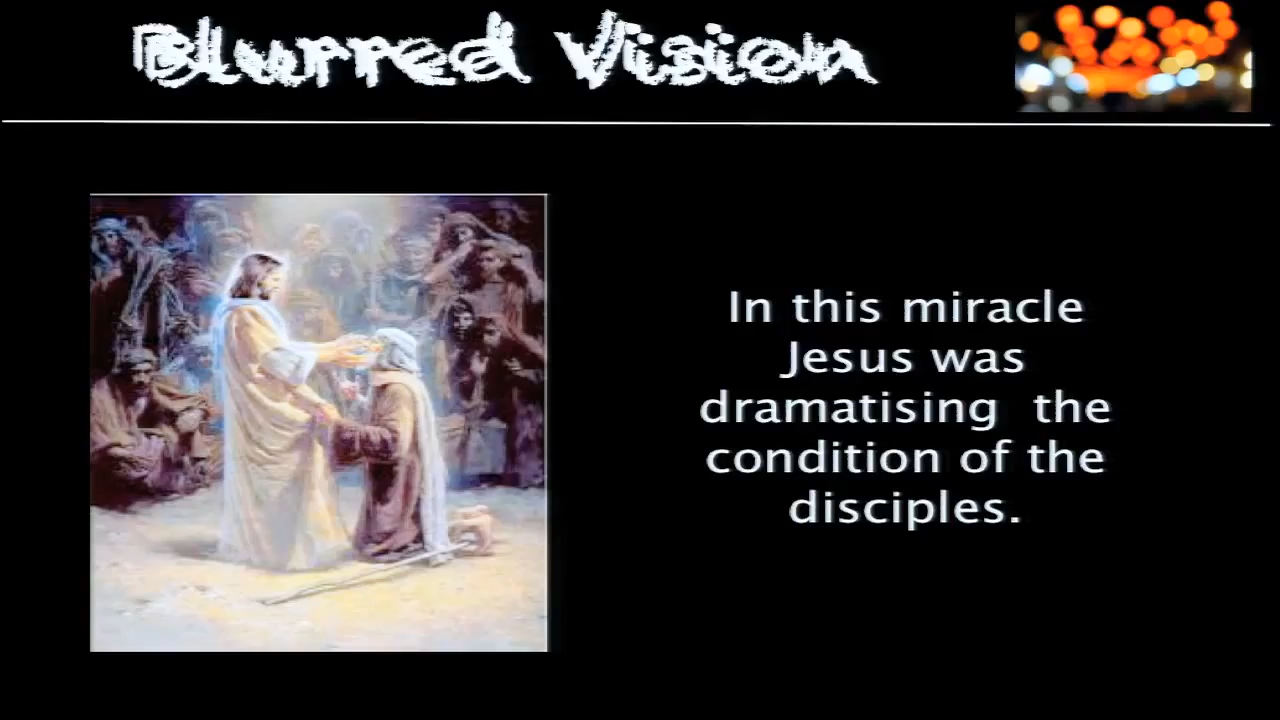 Blurred Vision
In this miracle
Jesus was
dramatising the
condition of the
disciples.